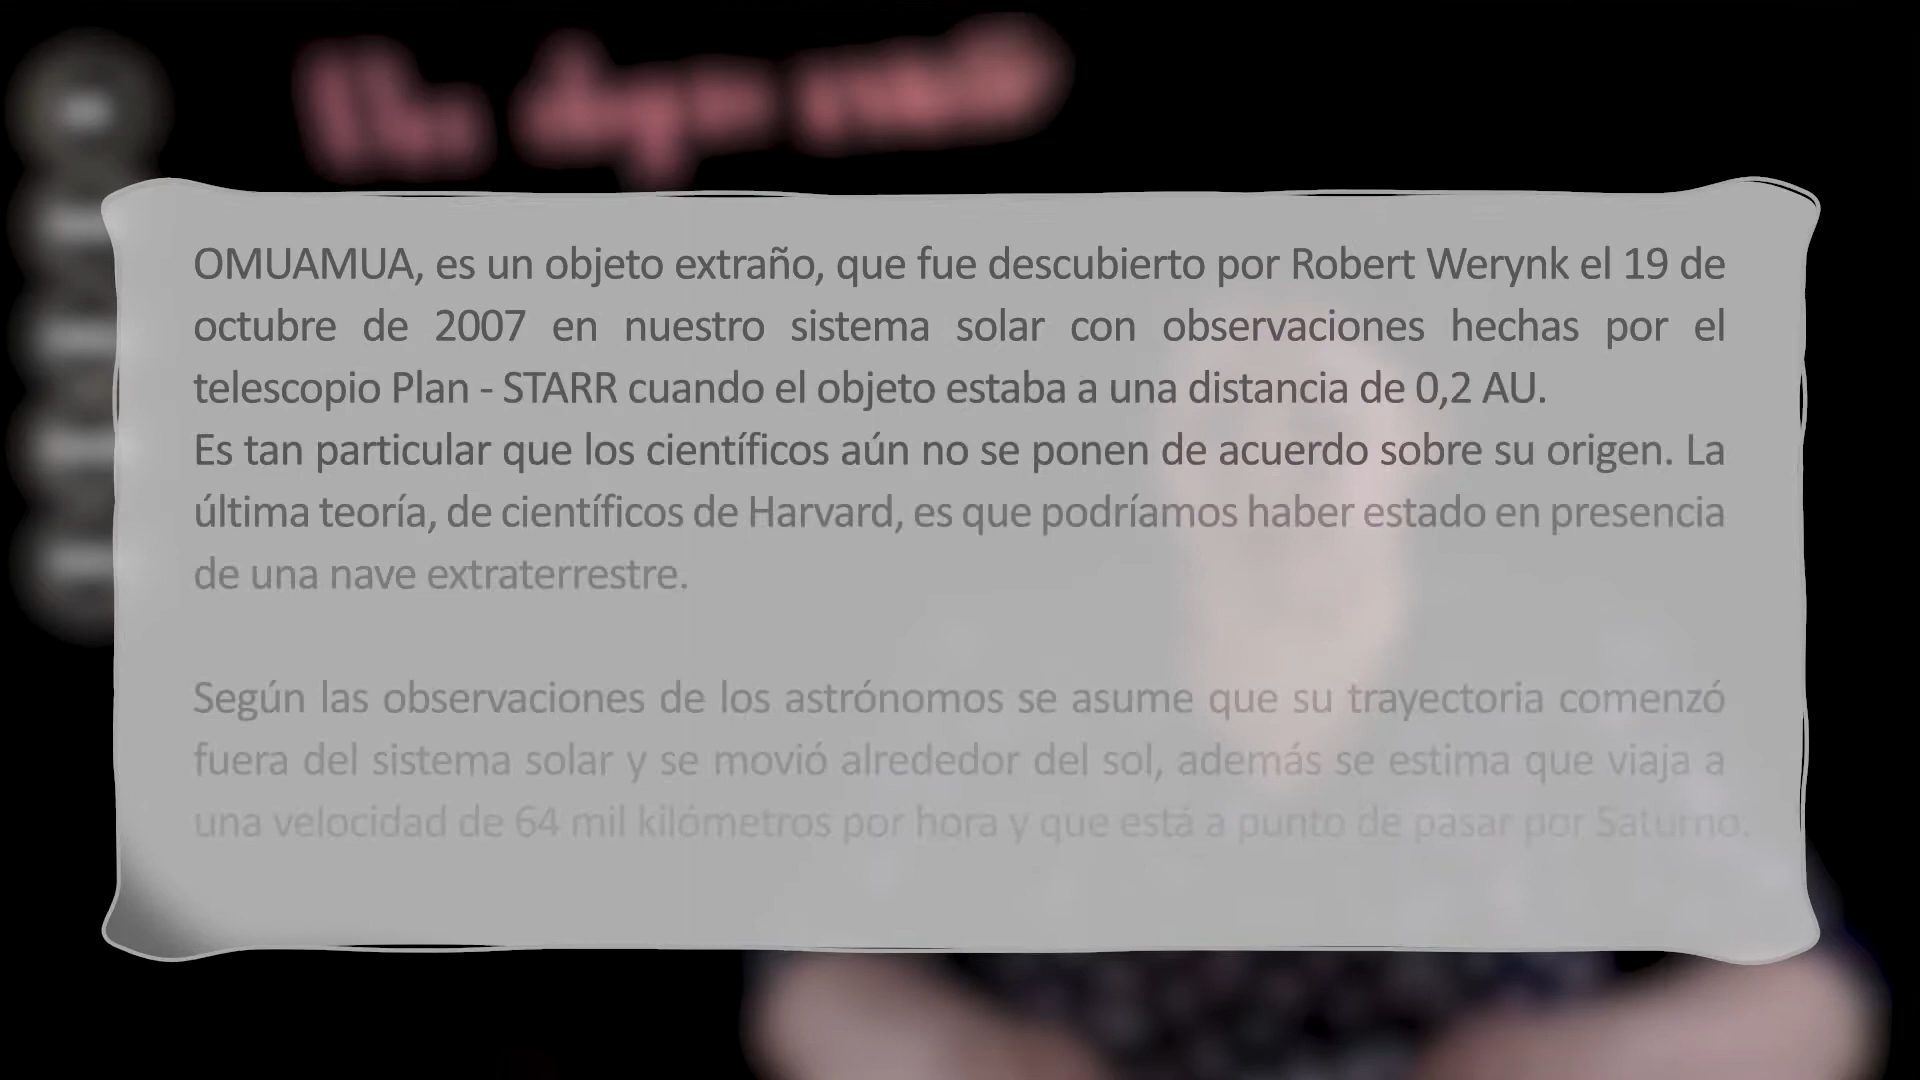 OMUAMUA, es un objeto extraño, que fue descubierto por Robert Werynk el 19 de
octubre de 2007 en nuestro sistema solar con observaciones hechas por el
telescopio Plan - STARR cuando el objeto estaba a una distancia de 0,2 AU.
Es tan particular que los científicos aún no se ponen de acuerdo sobre su origen. La
última teoría, de científicos de Harvard, es que podríamos haber estado en presencia
de una nave extraterrestre.
Según las observaciones de los astrónomos se asume que su trayectoria comenzó
fuera del sistema solar y se movió alrededor del sol, además se estima que viaja a
una velocidad de 64 mil kilómetros por hora y que está a punto de pasar por Saturno.